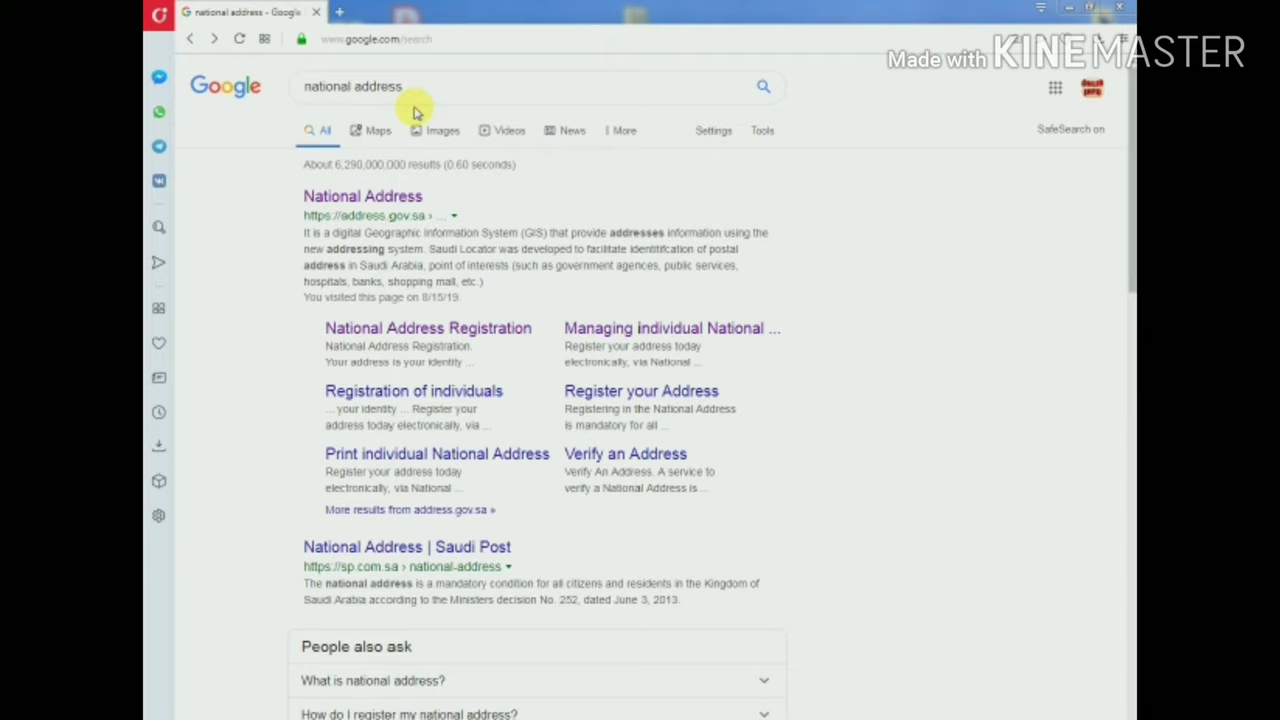 national address - Google
www.google.com/search
Made with KINEMASTER
Google
national address
All Maps Images Videos News More Settings Tools
SafeSearch on
About 6,290,000,000 results (0.60 seconds)
National Address
https://address.gov.sa › ...
It is a digital Geographic Information System (GIS) that provide addresses information using the
new addressing system. Saudi Locator was developed to facilitate identitifcation of postal
address in Saudi Arabia, point of interests (such as government agencies, public services,
hospitals, banks, shopping mall, etc.)
You visited this page on 8/15/19.
National Address Registration
National Address Registration.
Your address is your identity ...
Managing individual National ...
Register your address today
electronically, via National ...
Registration of individuals
... your identity ... Register your
address today electronically, via ...
Register your Address
Registering in the National Address
is mandatory for all ...
Print individual National Address
Register your address today
electronically, via National ...
Verify an Address
Verify An Address. A service to
verify a National Address is ...
More results from address.gov.sa »
National Address | Saudi Post
https://sp.com.sa › national-address
The national address is a mandatory condition for all citizens and residents in the Kingdom of
Saudi Arabia according to the Ministers decision No. 252, dated June 3, 2013.
People also ask
What is national address?
How do I register my national address?